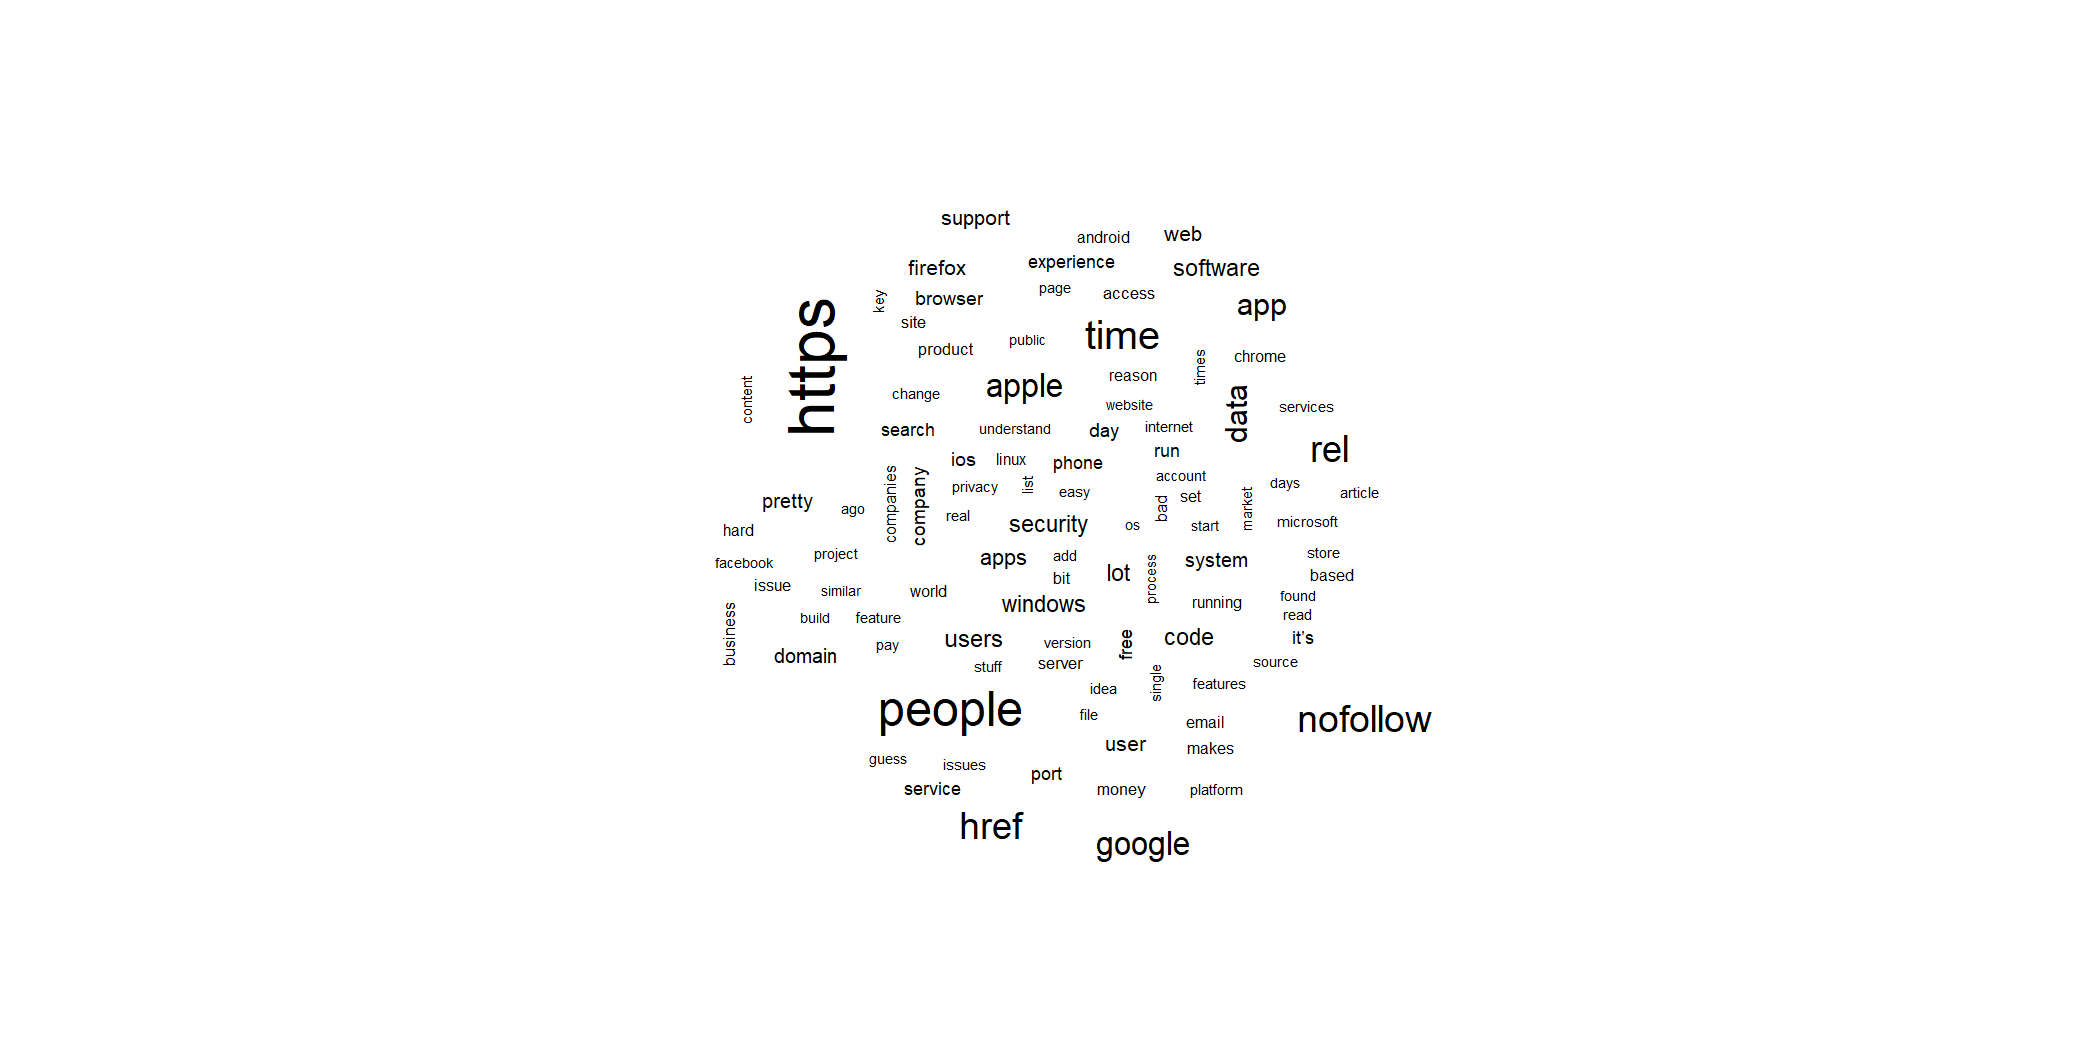 support
android
web
firefox
experience
software
key
browser
page
access
app
https
site
time
product
public
times
chrome
content
change
apple
reason
data
website
services
search
understand
day
internet
rel
run
ios
linux
phone
companies
company
privacy
list
easy
account
days
pretty
ago
bad
set
market
article
hard
real
security
os
start
microsoft
facebook
project
apps
add
lot
process
system
store
issue
similar
world
bit
based
business
build
feature
windows
running
found
read
domain
pay
users
version
free
code
it’s
stuff
server
single
source
people
idea
features
file
email
nofollow
user
makes
guess
issues
port
service
money
platform
href
google